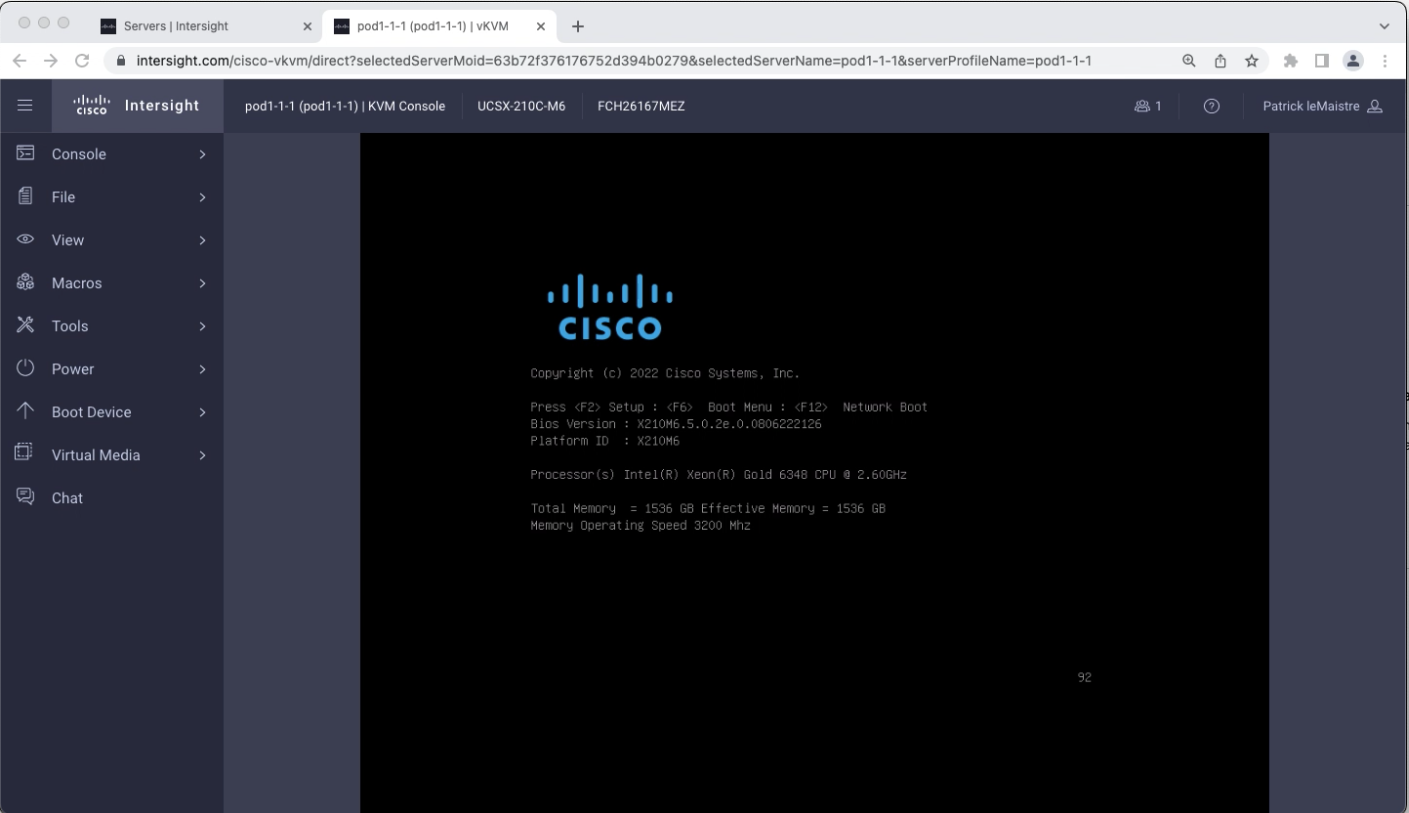 Servers | Intersight
pod1-1-1 (pod1-1-1) | vKVM
intersight.com/cisco-vkvm/direct?selectedServerMoid=63b72f376176752d394b0279&selectedServerName=pod1-1-1&serverProfileName=pod1-1-1
cisco Intersight
pod1-1-1 (pod1-1-1) | KVM Console
UCSX-210C-M6
FCH26167MEZ
1
Patrick leMaistre
Console
File
View
Macros
Tools
Power
Boot Device
Virtual Media
Chat
CISCO
Copyright (c) 2022 Cisco Systems, Inc.
Press <F2> Setup : <F6> Boot Menu : <F12> Network Boot
Bios Version : X210M6.5.0.2e.0.0806222126
Platform ID : X210M6
Processor(s) Intel(R) Xeon(R) Gold 6348 CPU @ 2.60GHz
Total Memory = 1536 GB Effective Memory = 1536 GB
Memory Operating Speed 3200 Mhz
92